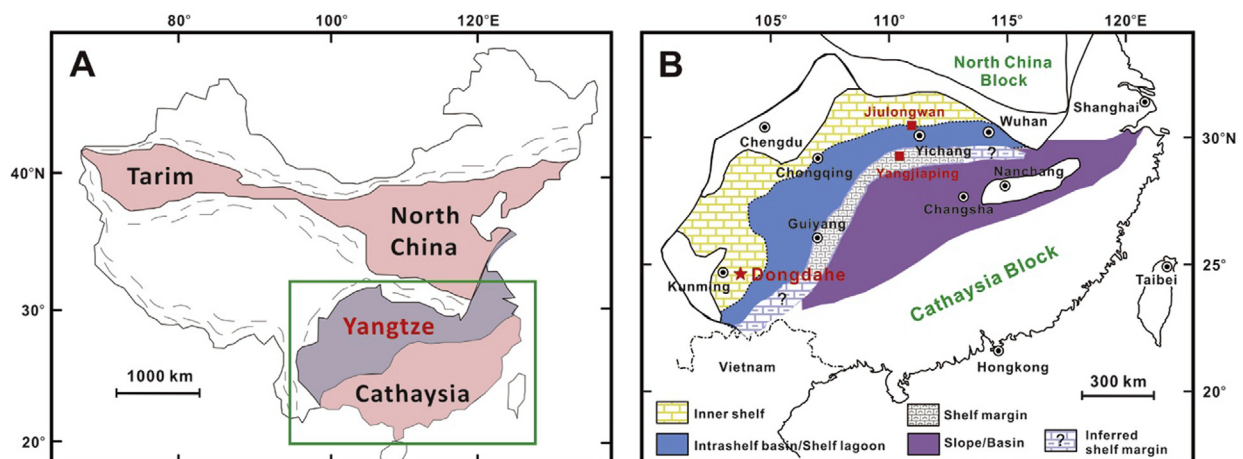 80°
100°
120°E
A
40°N
30°
20°
Tarim
North
China
Yangtze
Cathaysia
1000 km
105°
110°
115°
120°E
B
North China
Block
Shanghai
Jiulongwan
Wuhan
30°N
Chengdu
Yichang
?
Chongqing
Yangjiaping
Nanchang
Changsha
Guiyang
Dongdahe
25°
Kunming
?
Cathaysia Block
Taibei
Vietnam
Hongkong
300 km
20°
Inner shelf
Shelf margin
Intrashelf basin/Shelf lagoon
Slope/Basin
?
Inferred
shelf margin